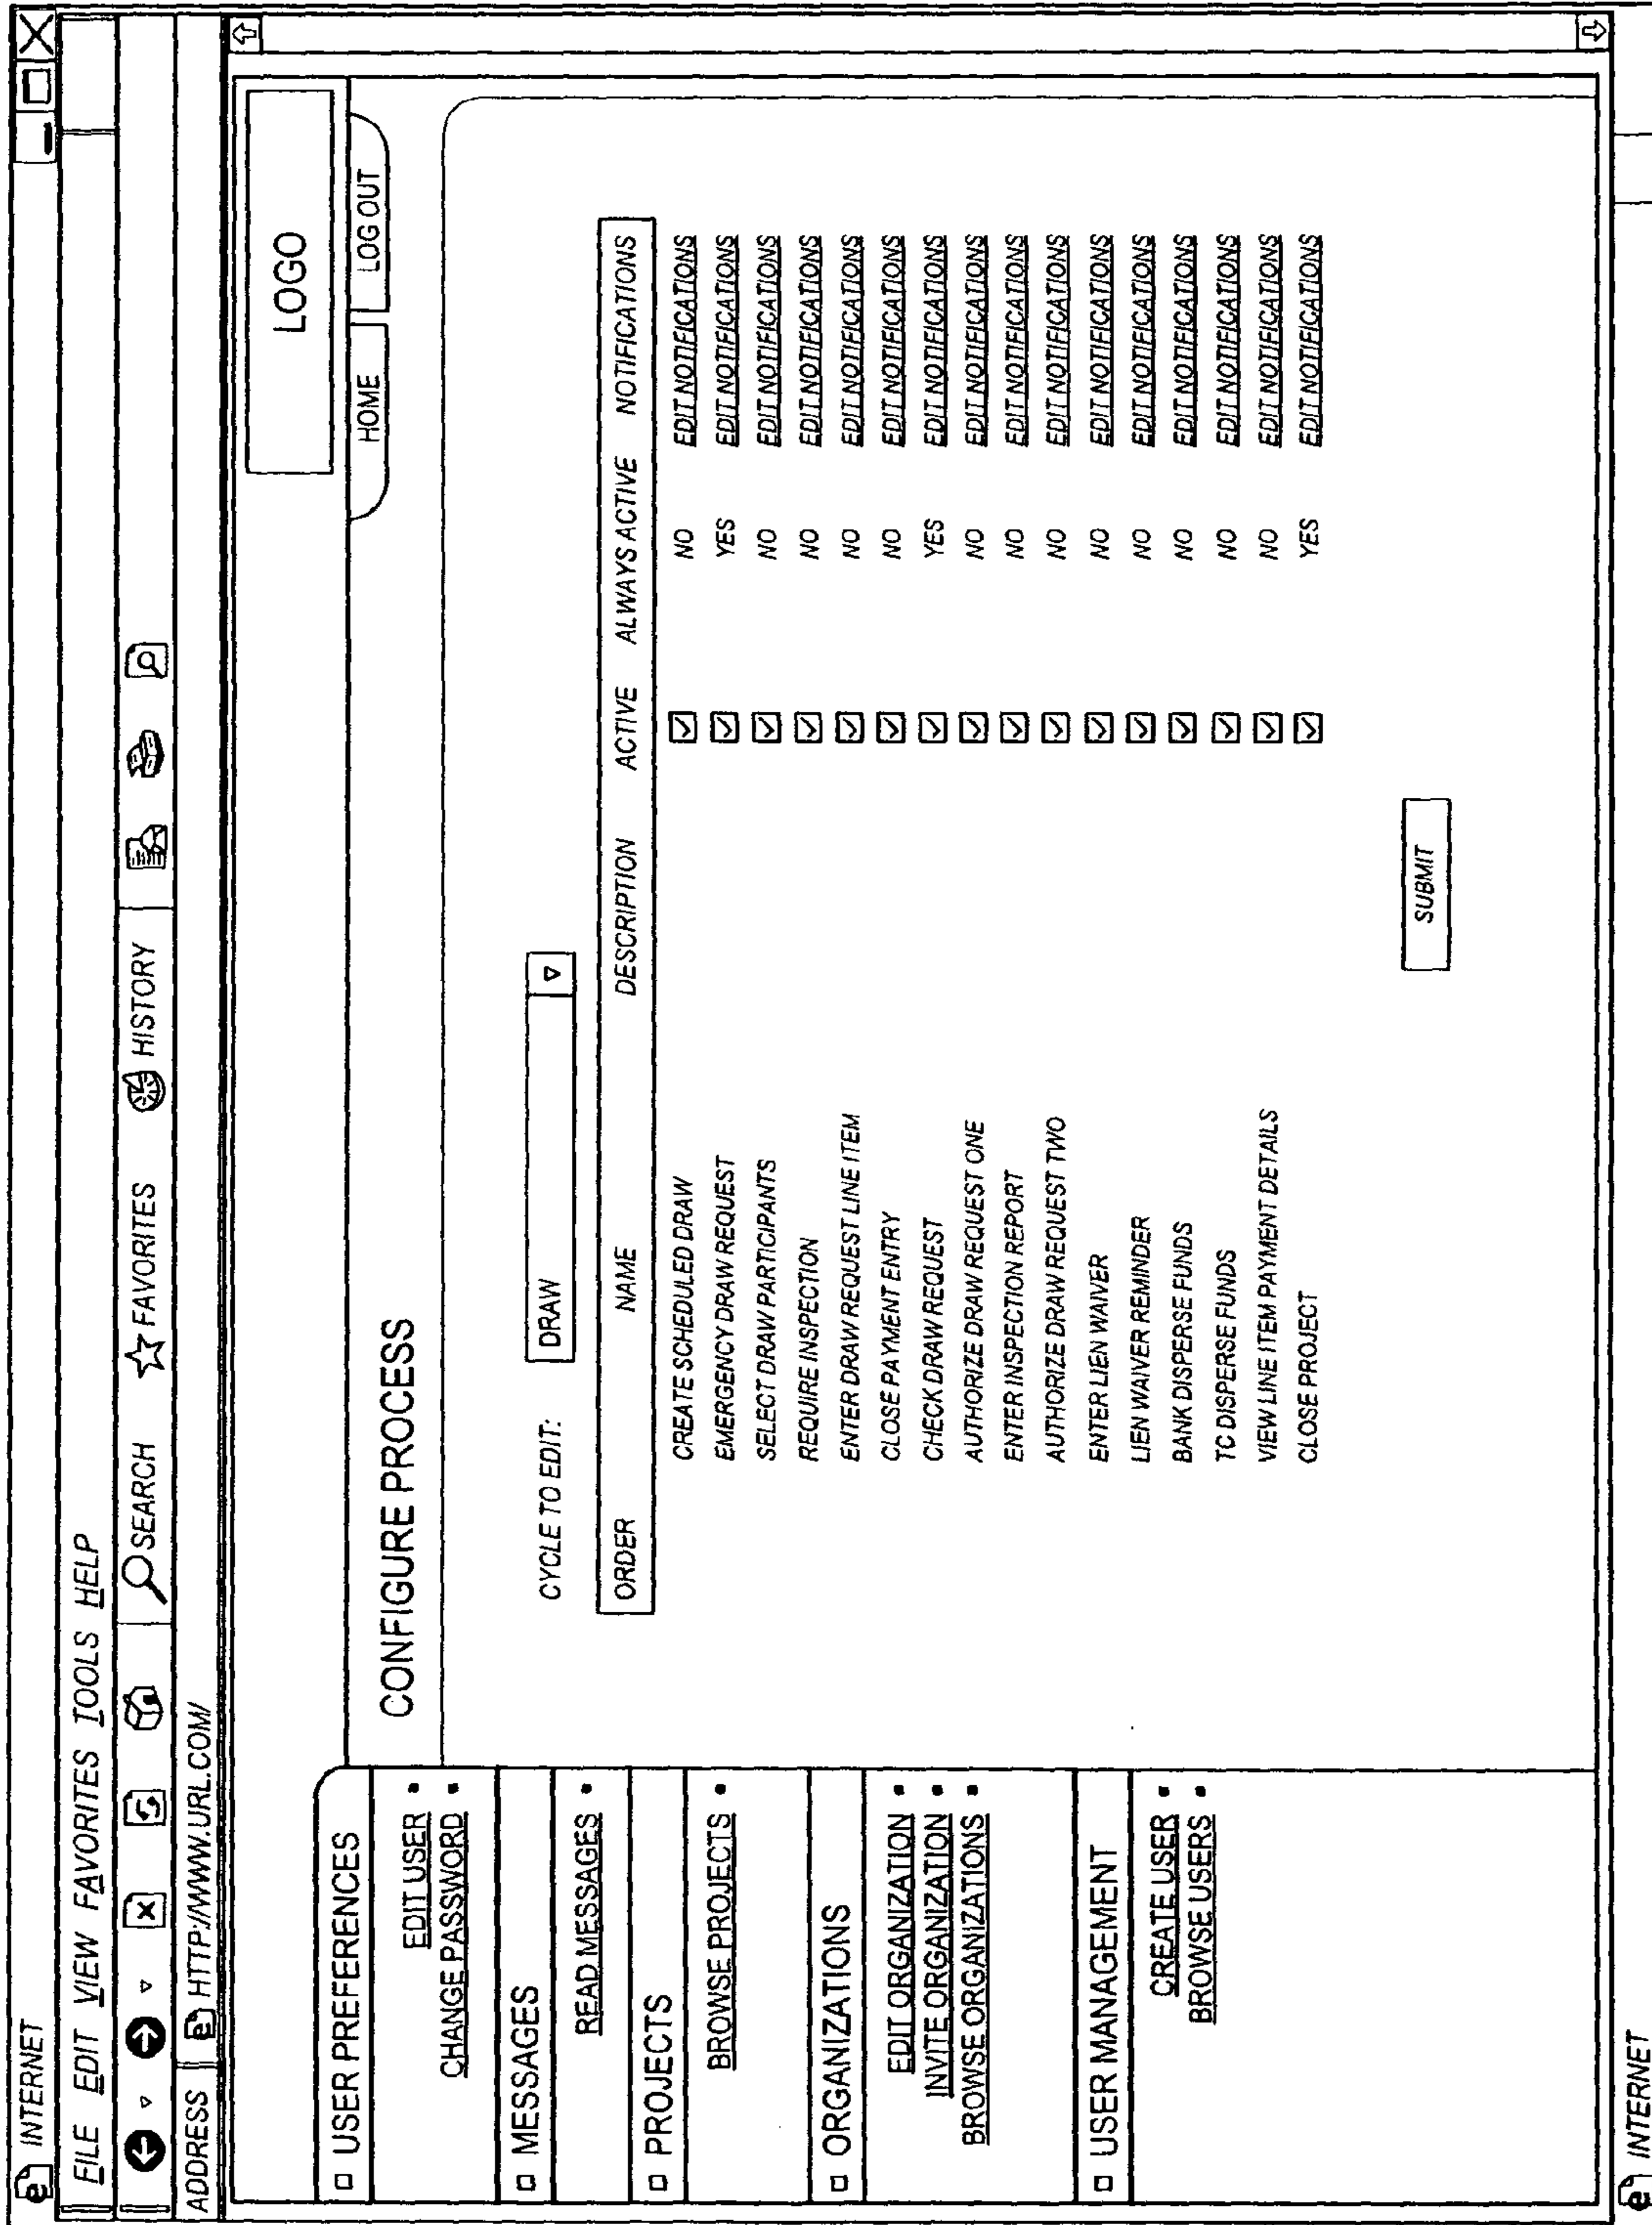 INTERNET
FILE EDIT VIEW FAVORITES TOOLS HELP
SEARCH FAVORITES HISTORY
ADDRESS HTTP://WWW.URL.COM/
LOGO
HOME LOG OUT
USER PREFERENCES
EDIT USER
CHANGE PASSWORD
MESSAGES
READ MESSAGES
PROJECTS
BROWSE PROJECTS
ORGANIZATIONS
EDIT ORGANIZATION
INVITE ORGANIZATION
BROWSE ORGANIZATIONS
USER MANAGEMENT
CREATE USER
BROWSE USERS
CONFIGURE PROCESS
CYCLE TO EDIT: DRAW
ORDER NAME DESCRIPTION ACTIVE ALWAYS ACTIVE NOTIFICATIONS
CREATE SCHEDULED DRAW NO EDIT NOTIFICATIONS
EMERGENCY DRAW REQUEST YES EDIT NOTIFICATIONS
SELECT DRAW PARTICIPANTS NO EDIT NOTIFICATIONS
REQUIRE INSPECTION NO EDIT NOTIFICATIONS
ENTER DRAW REQUEST LINE ITEM NO EDIT NOTIFICATIONS
CLOSE PAYMENT ENTRY NO EDIT NOTIFICATIONS
CHECK DRAW REQUEST YES EDIT NOTIFICATIONS
AUTHORIZE DRAW REQUEST ONE NO EDIT NOTIFICATIONS
ENTER INSPECTION REPORT NO EDIT NOTIFICATIONS
AUTHORIZE DRAW REQUEST TWO NO EDIT NOTIFICATIONS
ENTER LIEN WAIVER NO EDIT NOTIFICATIONS
LIEN WAIVER REMINDER NO EDIT NOTIFICATIONS
BANK DISPERSE FUNDS NO EDIT NOTIFICATIONS
TC DISPERSE FUNDS NO EDIT NOTIFICATIONS
VIEW LINE ITEM PAYMENT DETAILS NO EDIT NOTIFICATIONS
CLOSE PROJECT YES EDIT NOTIFICATIONS
SUBMIT
INTERNET